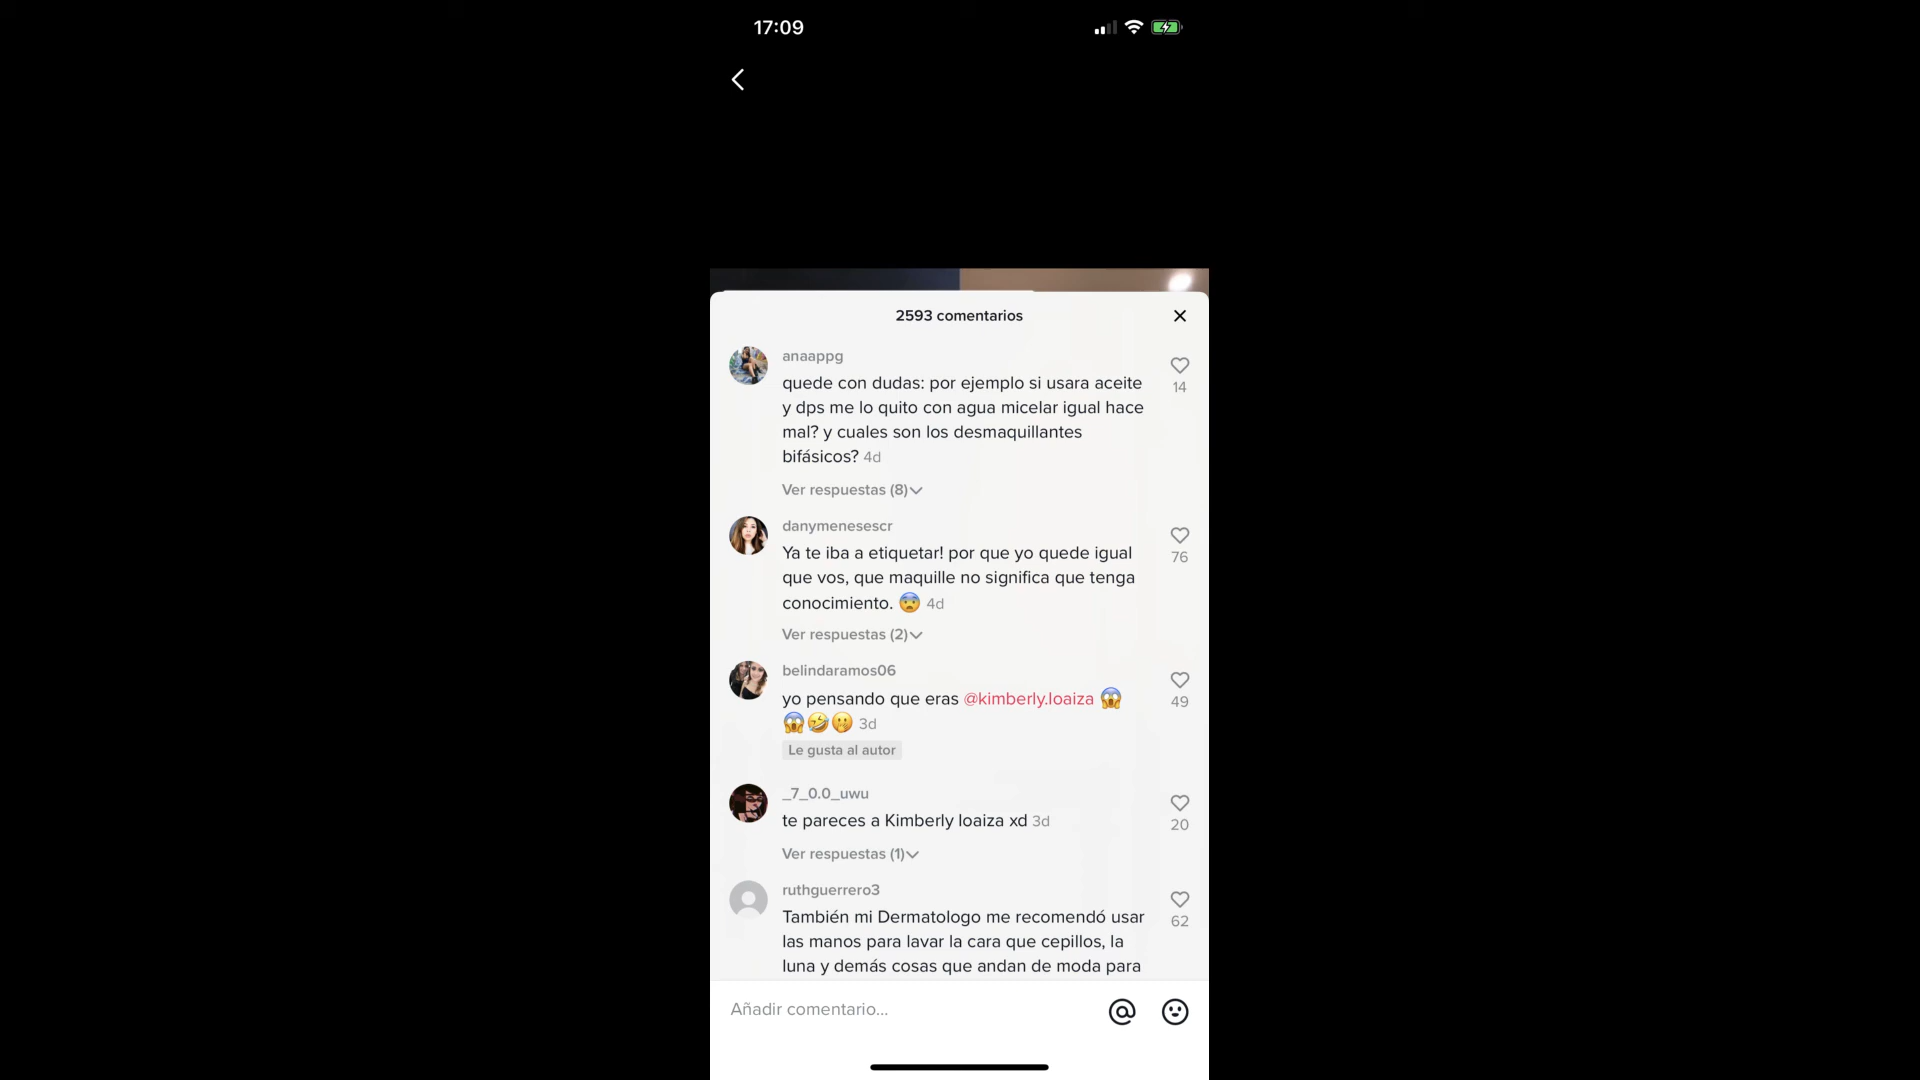 17:09
2593 comentarios
anaappg
quede con dudas: por ejemplo si usara aceite
y dps me lo quito con agua micelar igual hace
mal? y cuales son los desmaquillantes
bifásicos? 4d
14
Ver respuestas (8)
danymenesescr
Ya te iba a etiquetar! por que yo quede igual
que vos, que maquille no significa que tenga
conocimiento. 😨 4d
76
Ver respuestas (2)
belindaramos06
yo pensando que eras @kimberly.loaiza 😱
😱🤣🤭 3d
49
Le gusta al autor
_7_0.0_uwu
te pareces a Kimberly loaiza xd 3d
20
Ver respuestas (1)
ruthguerrero3
También mi Dermatologo me recomendó usar
las manos para lavar la cara que cepillos, la
luna y demás cosas que andan de moda para
62
Añadir comentario...